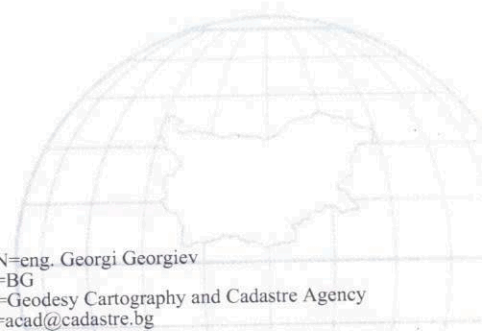 N=eng. Georgi Georgiev
=BG
=Geodesy Cartography and Cadastre Agency
=acad@cadastre.bg